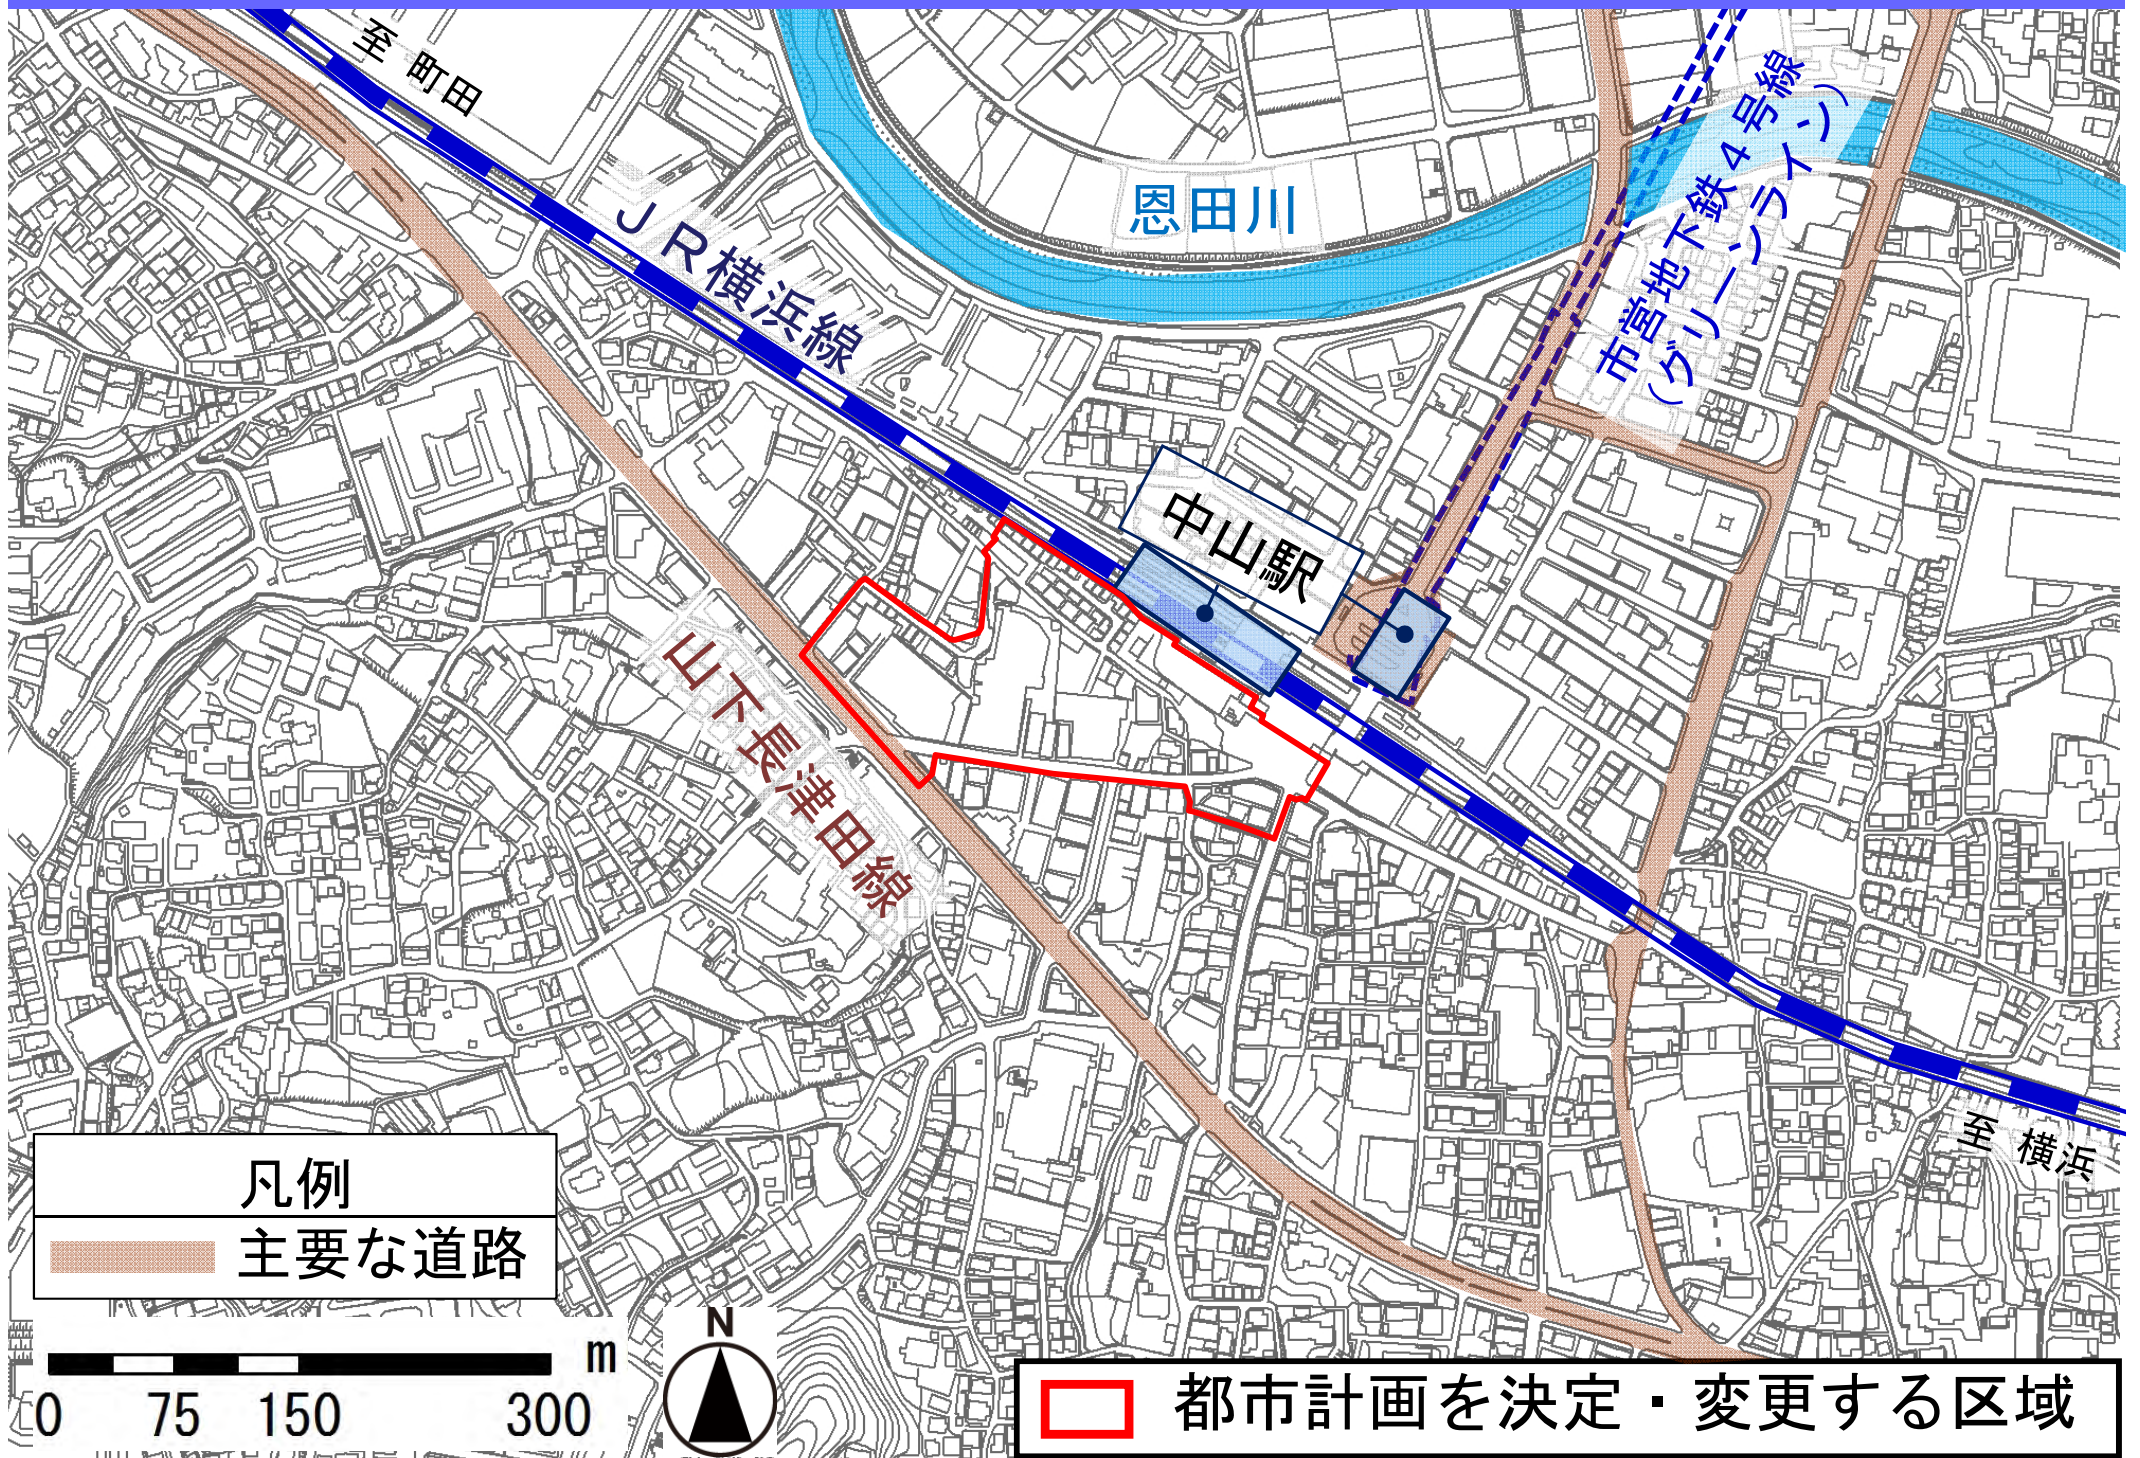 至 町田
JR横浜線
恩田川
市営地下鉄4号線
(グリーンライン)
中山駅
山下長津田線
至 横浜
凡例
主要な道路
m
0 75 150 300
N
都市計画を決定・変更する区域